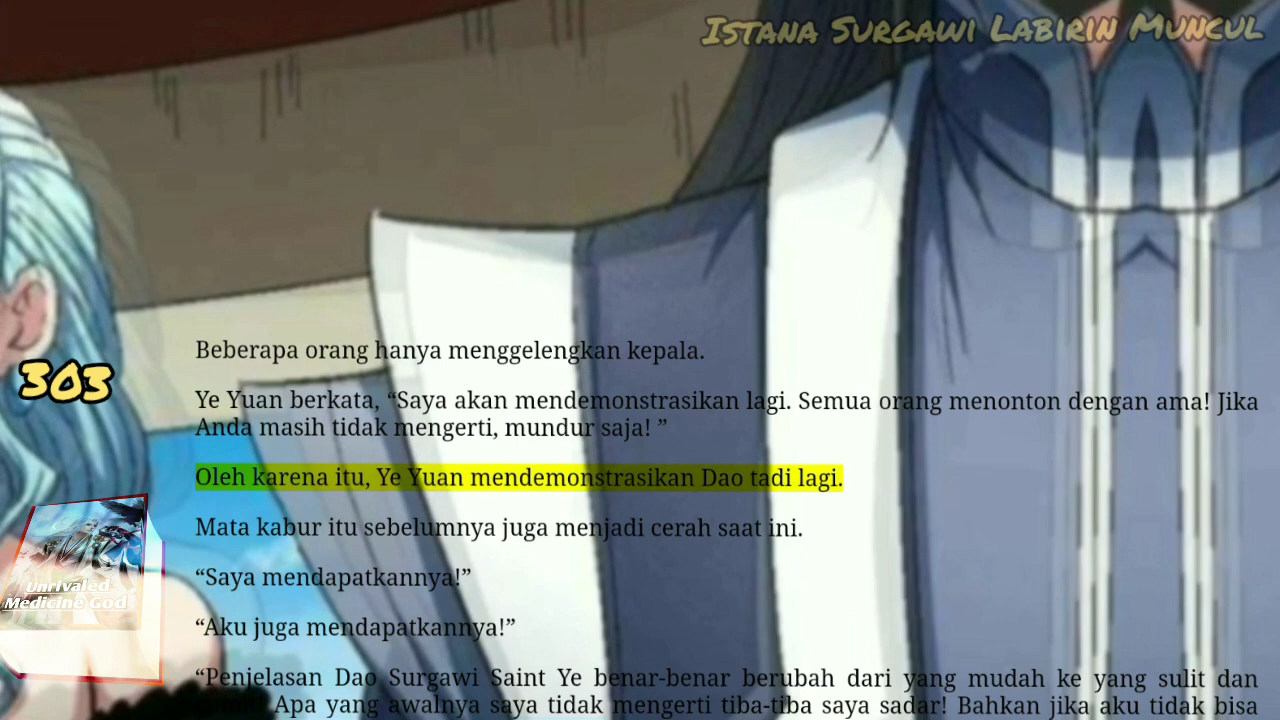 Istana Surgawi Labirin Muncul
Beberapa orang hanya menggelengkan kepala.
303
Ye Yuan berkata, “Saya akan mendemonstrasikan lagi. Semua orang menonton dengan ama! Jika
Anda masih tidak mengerti, mundur saja! ”
Oleh karena itu, Ye Yuan mendemonstrasikan Dao tadi lagi.
Mata kabur itu sebelumnya juga menjadi cerah saat ini.
“Saya mendapatkannya!”
Unrivaled
Medicine God
“Aku juga mendapatkannya!”
“Penjelasan Dao Surgawi Saint Ye benar-benar berubah dari yang mudah ke yang sulit dan
Apa yang awalnya saya tidak mengerti tiba-tiba saya sadar! Bahkan jika aku tidak bisa